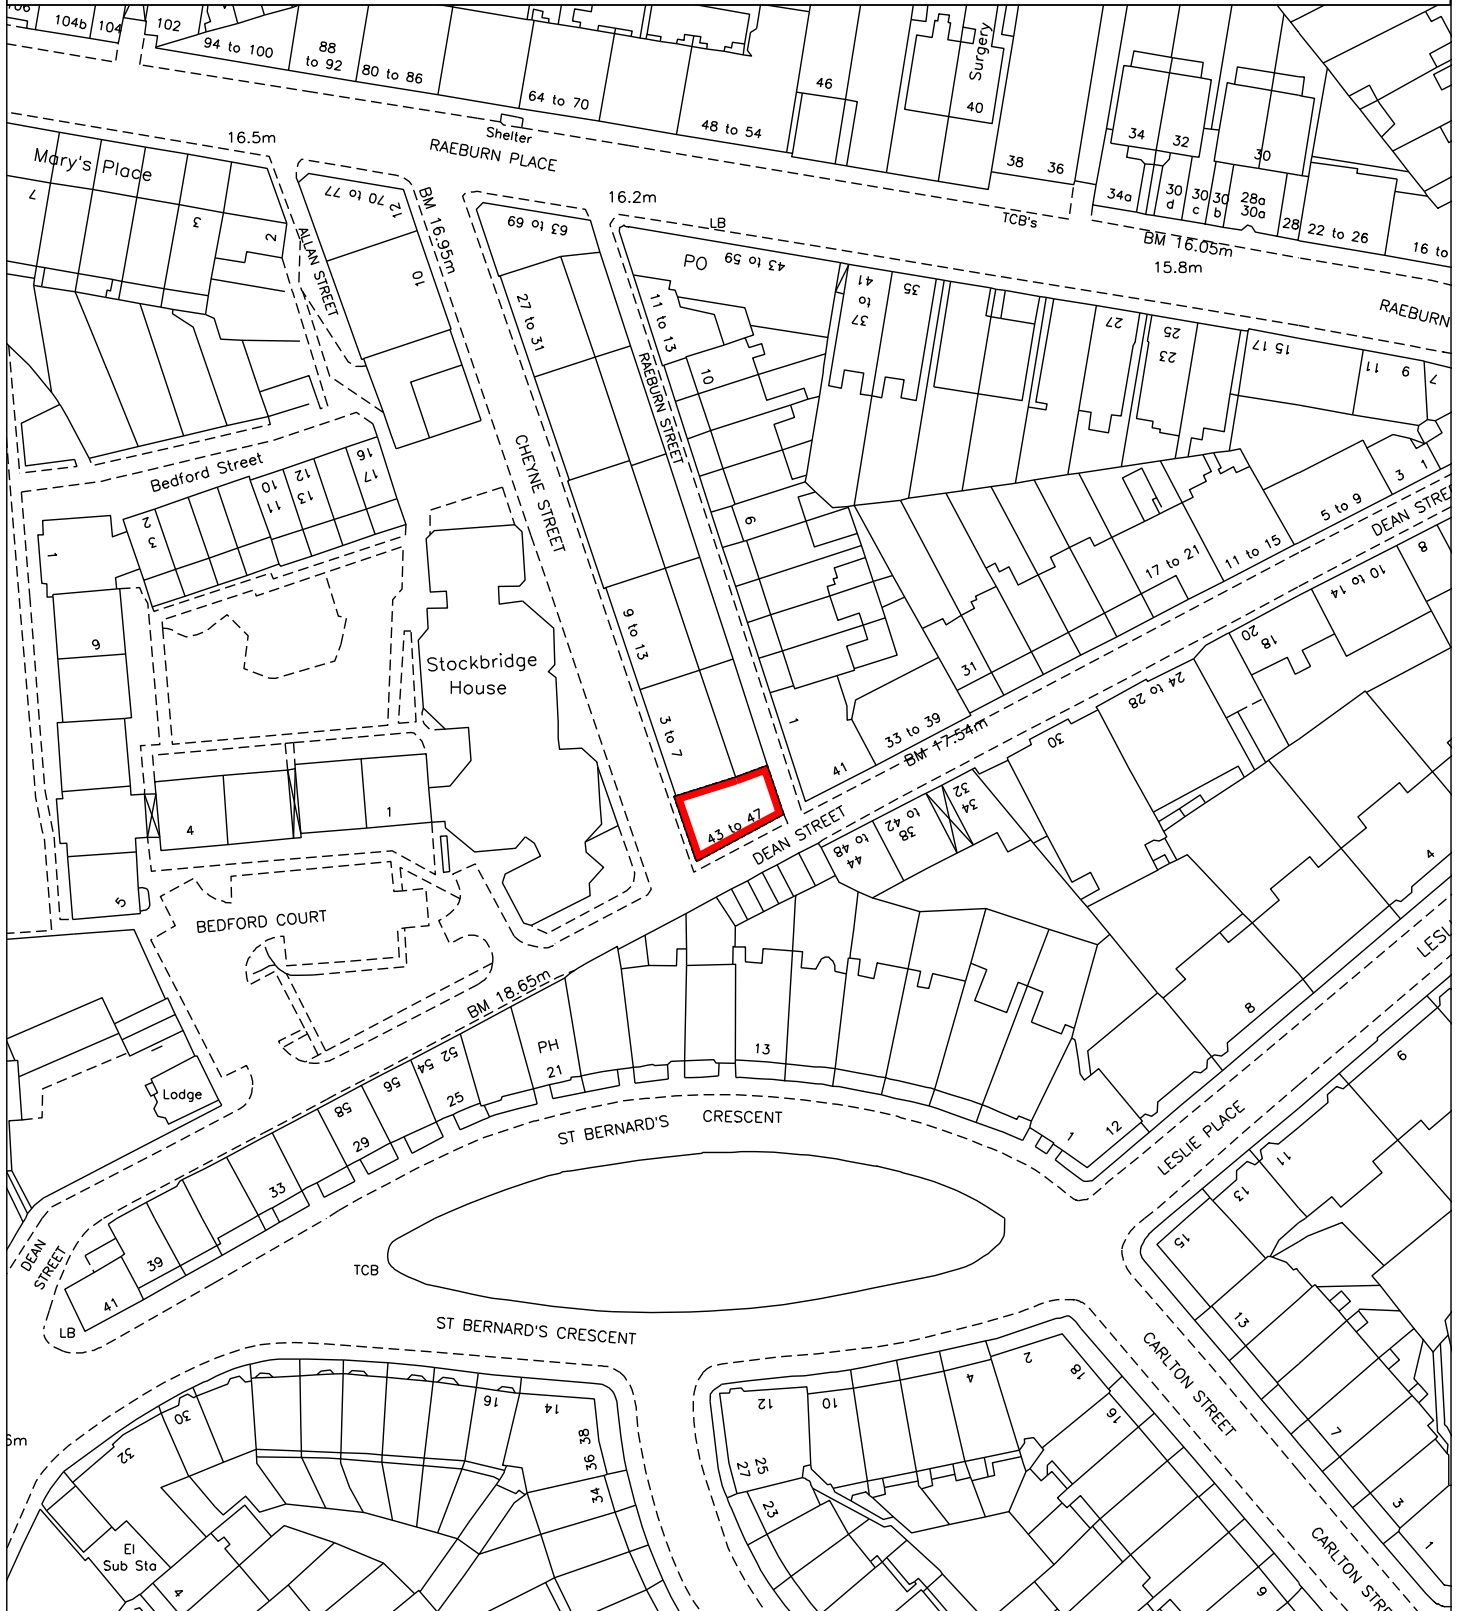 104b
104
102
94 to 100
88
to 92
80 to 86
64 to 70
48 to 54
46
Surgery
40
38
36
34
32
30
34a
30
d
30
c
30
b
28a
30a
28
22 to 26
16 to
16.5m
Shelter
RAEBURN PLACE
16.2m
LB
TCB's
BM 16.05m
15.8m
RAEBURN
Mary's Place
7
3
2
ALLAN STREET
12 70 to 77
BM 16.95m
10
63 to 69
27 to 31
PO
43 to 59
11 to 13
RAEBURN STREET
10
37
to
41
35
27
25
23
15 17
11
9
7
Bedford Street
2
3
10
11
12
13
16
17
1
CHEYNE STREET
6
5 to 9
3
1
DEAN STRE
17 to 21
11 to 15
8
10 to 14
9
Stockbridge
House
9 to 13
31
20
18
3 to 7
1
33 to 39
41
BM 17.54m
24 to 28
30
4
1
43 to 47
DEAN STREET
44
to 48
38
to 42
32
34
4
5
BEDFORD COURT
LESL
BM 18.65m
8
PH
21
13
52
54
56
58
25
29
33
39
41
Lodge
6
ST BERNARD'S CRESCENT
1
12
LESLIE PLACE
11
13
15
DEAN
STREET
TCB
LB
ST BERNARD'S CRESCENT
13
CARLTON STREET
7
3
1
6m
32
30
16
14
36 38
34
12
10
4
2
18
16
25
27
23
El
Sub Sta
4
9
CARLTON STRE